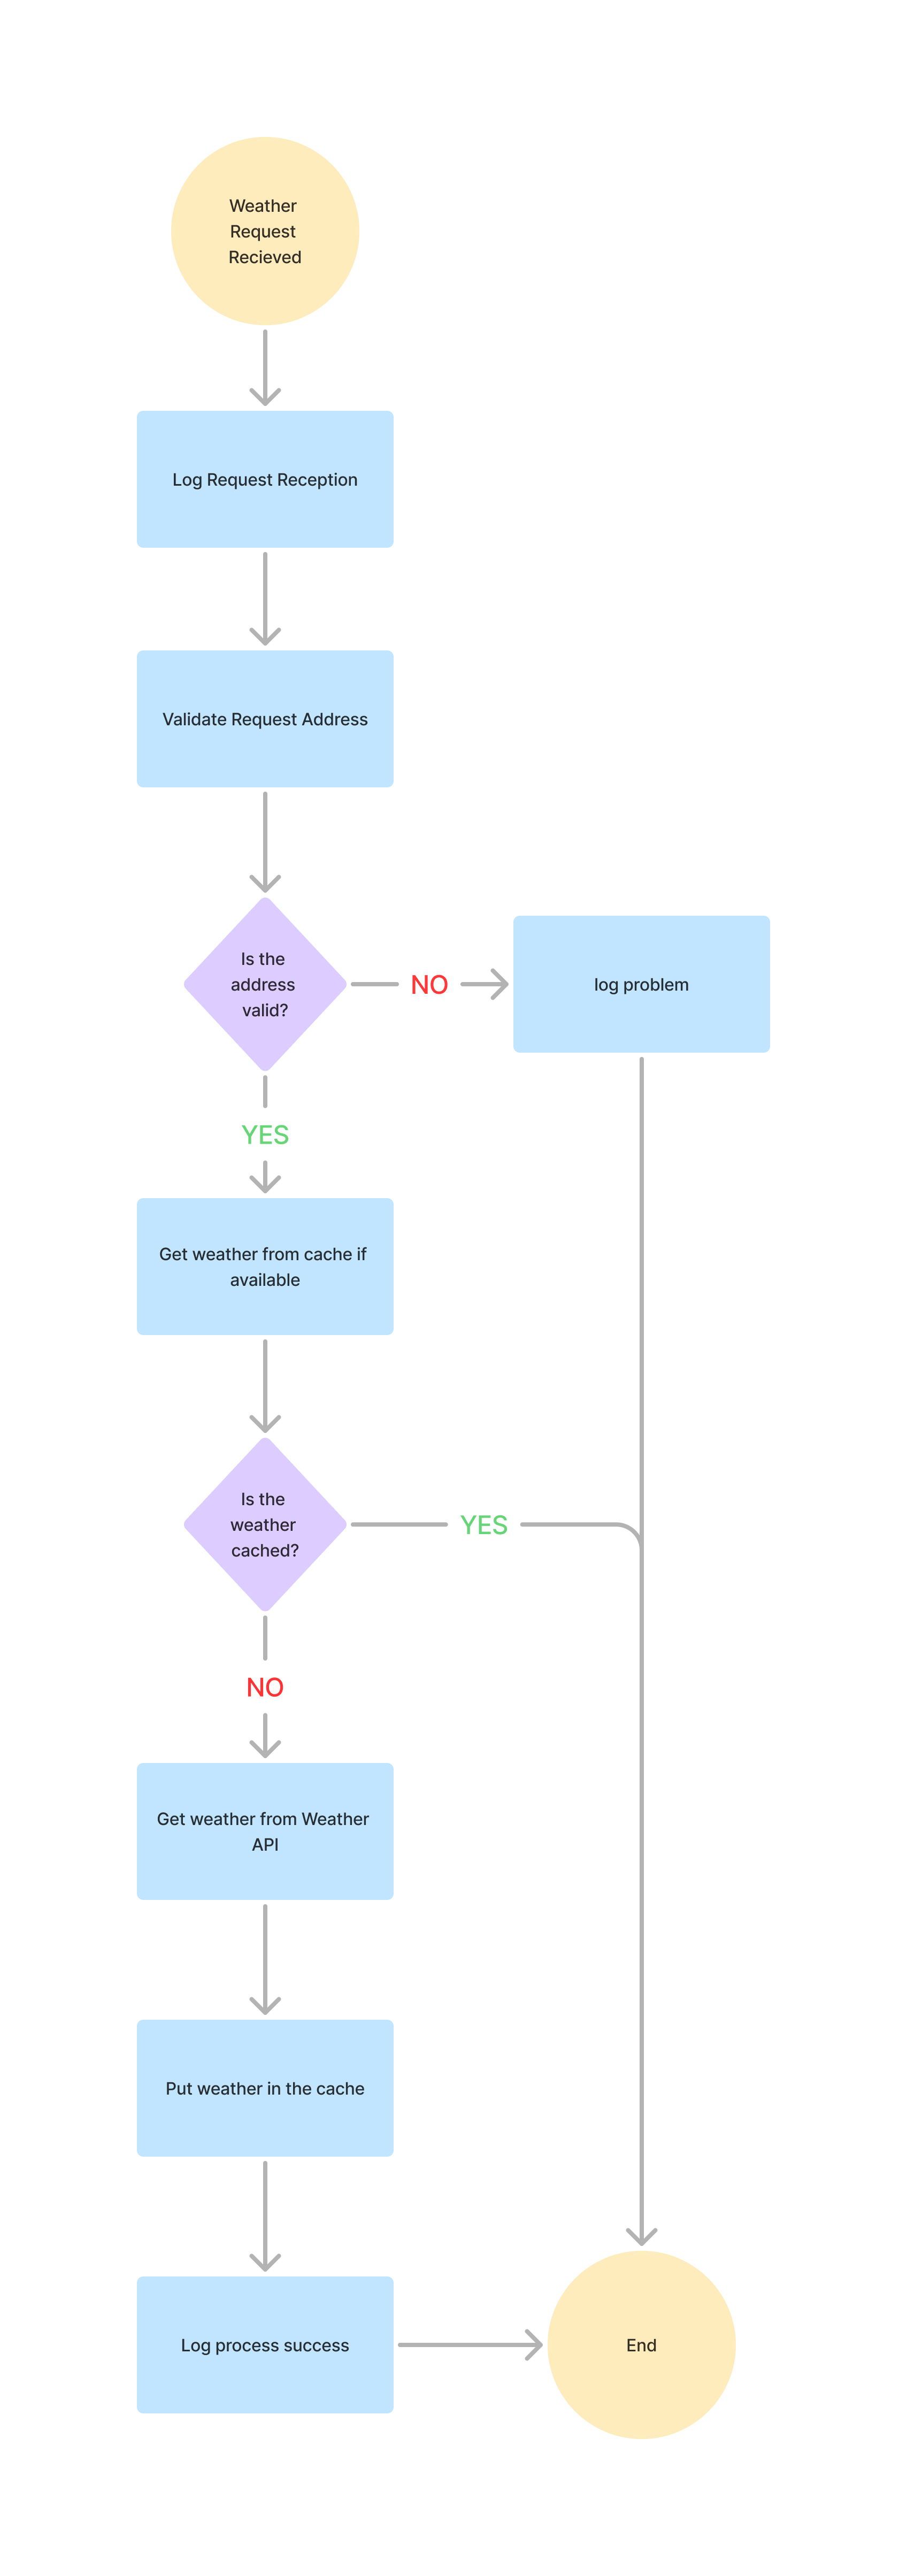 Weather
Request
Recieved
Log Request Reception
Validate Request Address
Is the
address
valid?
NO
log problem
YES
Get weather from cache if
available
Is the
weather
cached?
YES
NO
Get weather from Weather
API
Put weather in the cache
Log process success
End